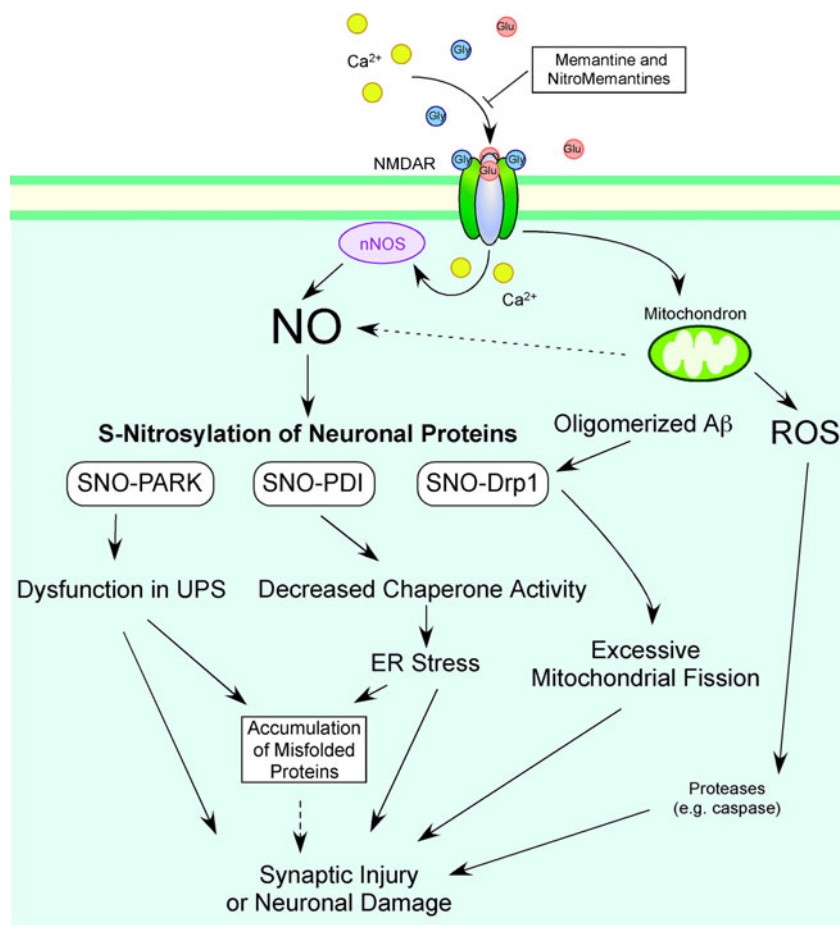 Glu
Ca2+
Gly
Memantine and
NitroMemantines
Gly
Glu
NMDAR
Gly
Gly
Glu
nNOS
Ca2+
Mitochondron
NO
Oligomerized Aβ
ROS
S-Nitrosylation of Neuronal Proteins
SNO-PARK
SNO-PDI
SNO-Drp1
Dysfunction in UPS
Decreased Chaperone Activity
ER Stress
Excessive
Mitochondrial Fission
Accumulation
of Misfolded
Proteins
Proteases
(e.g. caspase)
Synaptic Injury
or Neuronal Damage